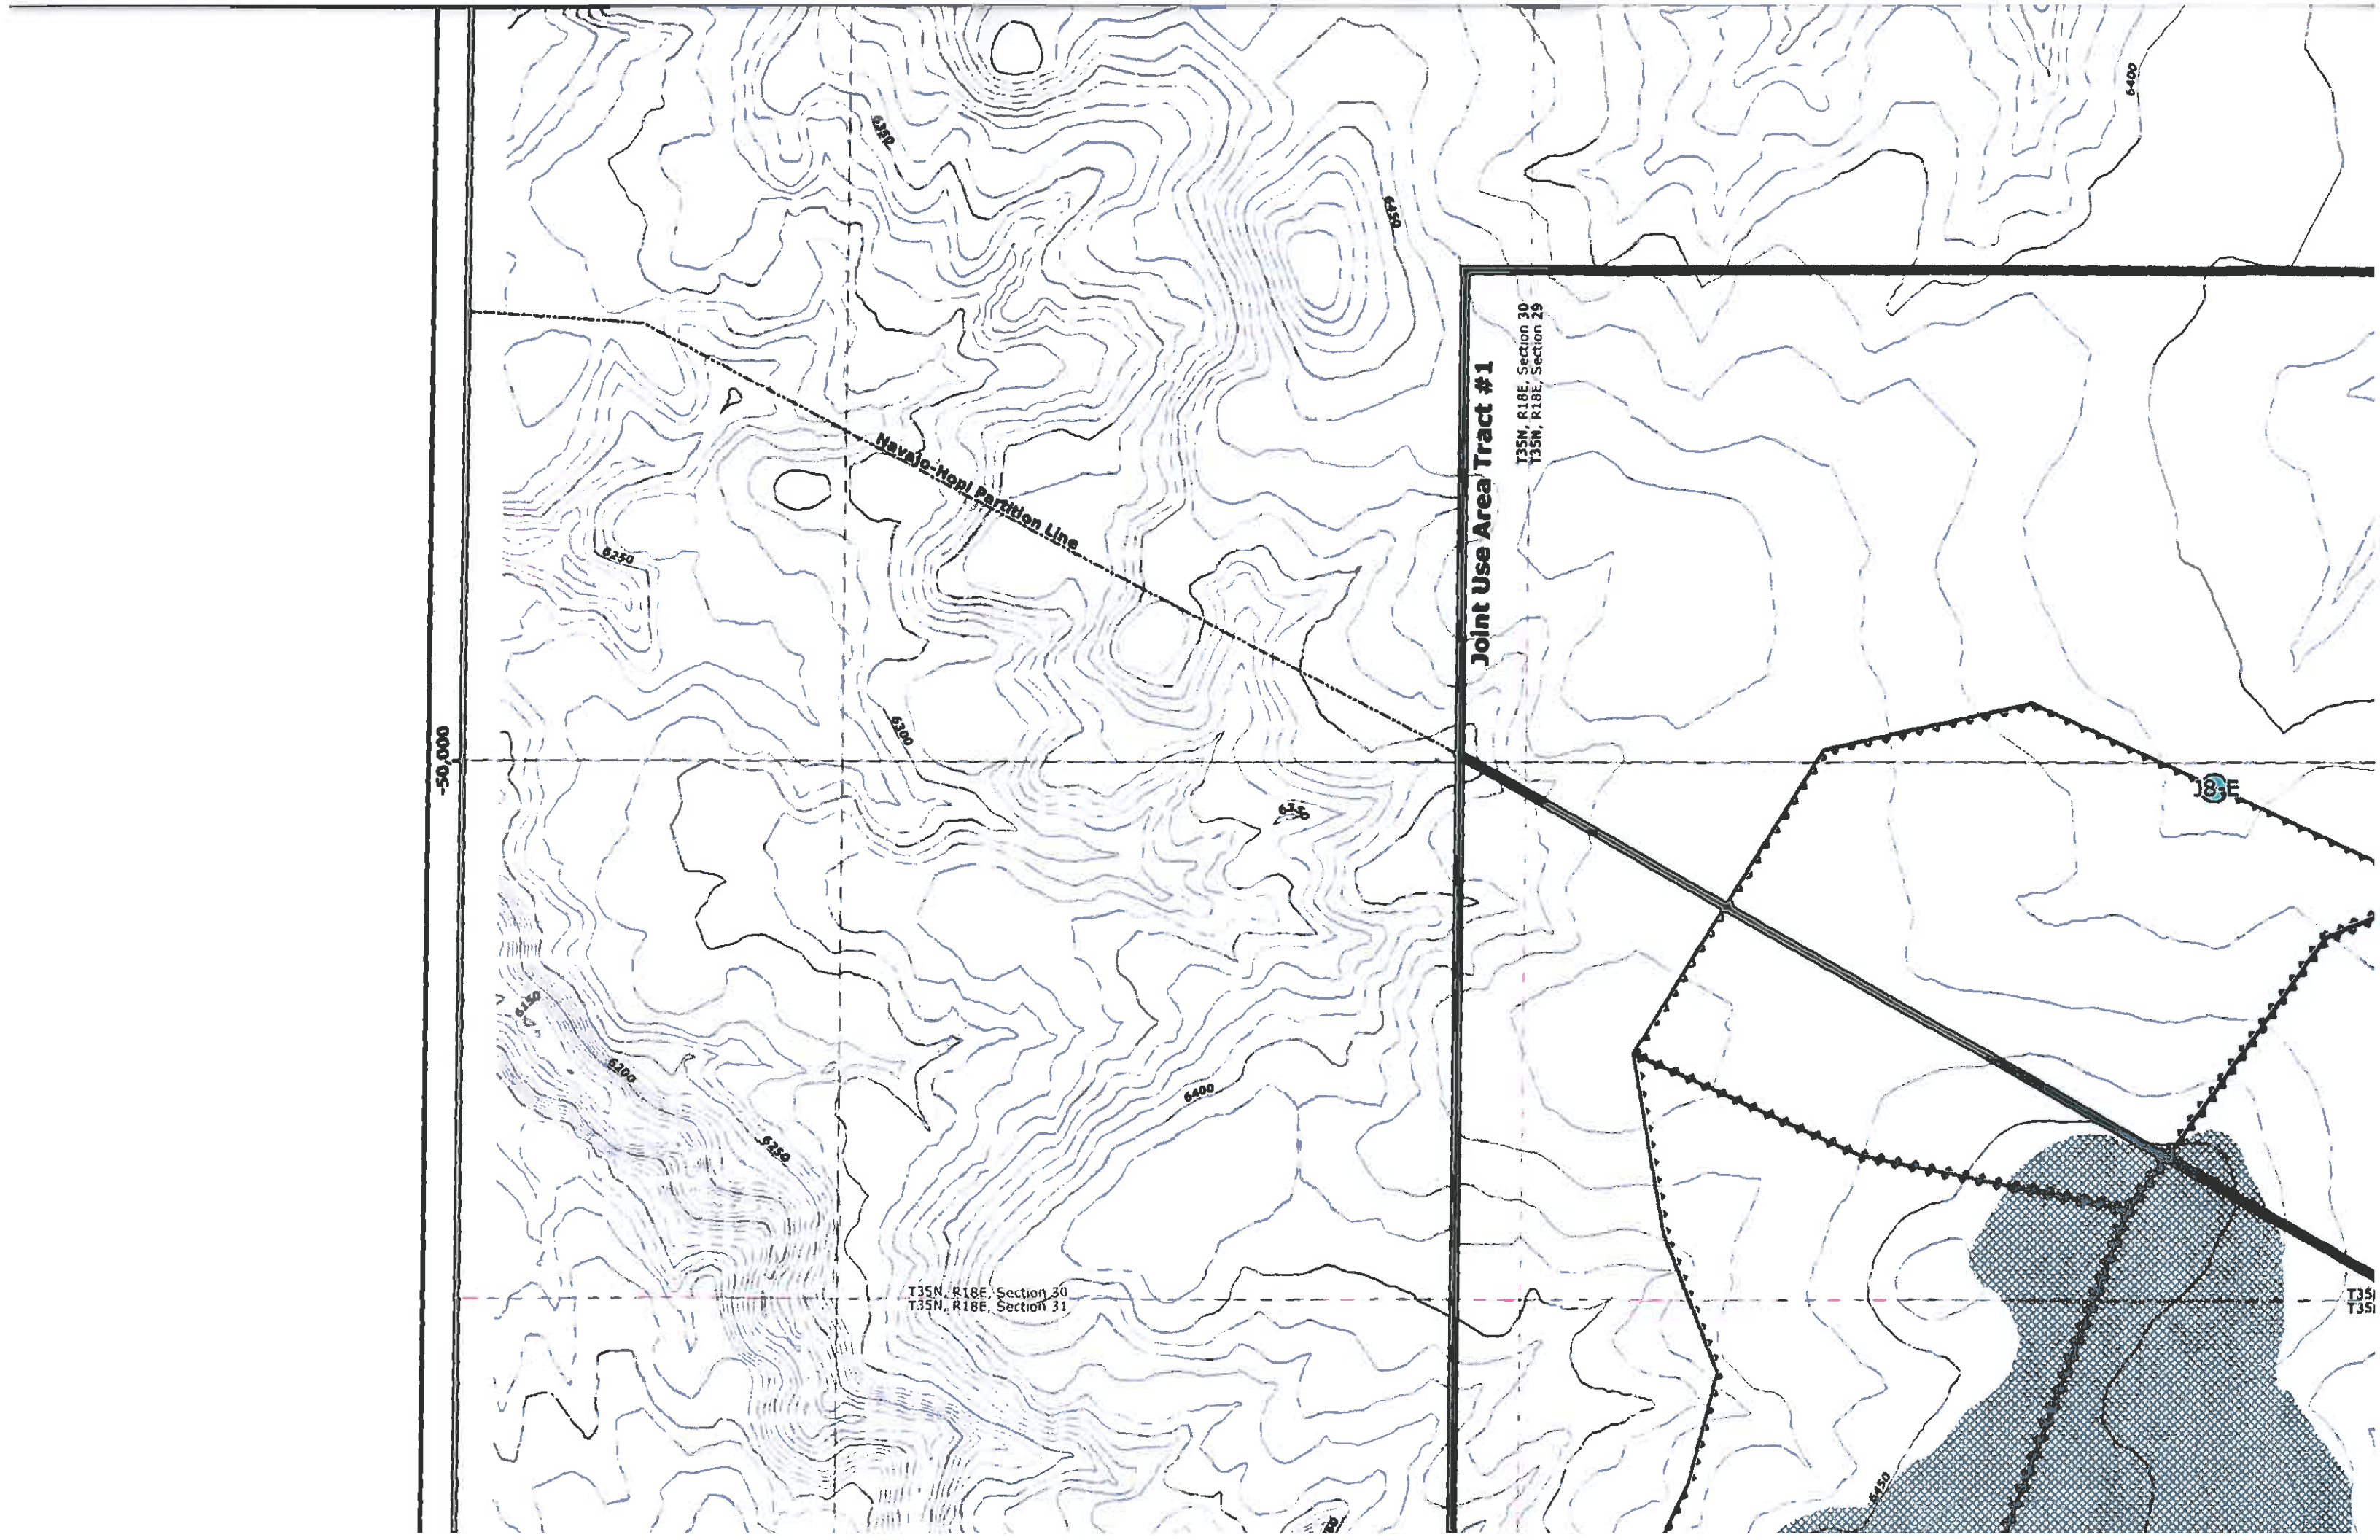 6400
6350
6450
T35N, R18E, Section 30
T35N, R18E, Section 29
Joint Use Area Tract #1
Navajo-Hopi Partition Line
6250
6300
-50,000
J8-E
6150
6200
6400
6250
T35N, R18E, Section 30
T35N, R18E, Section 31
T35
T35
6450